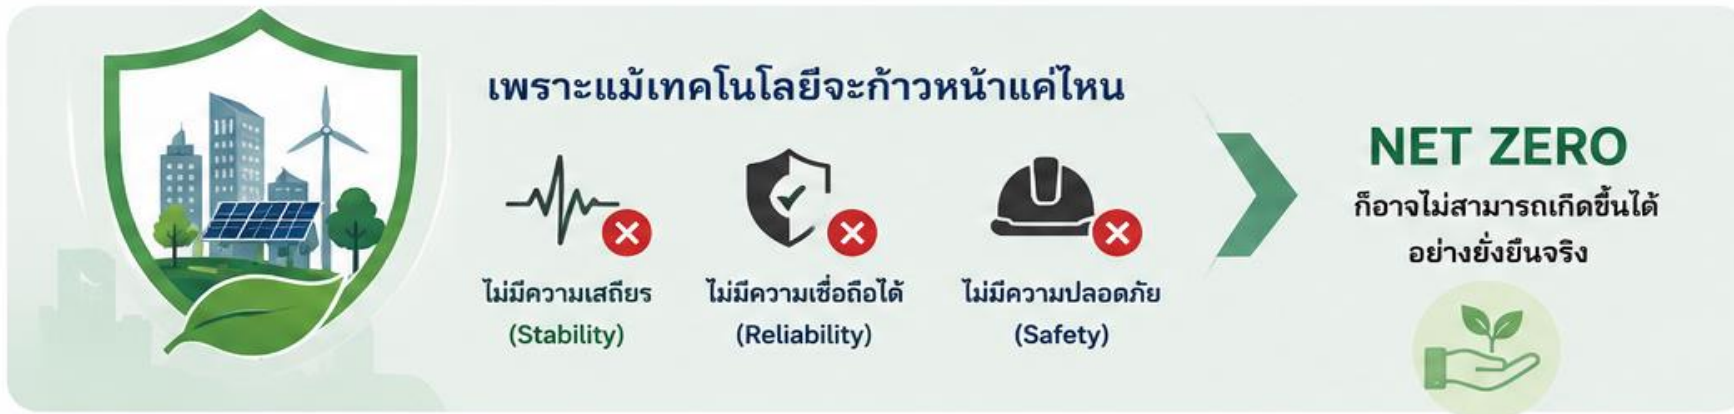 เพราะแม้เทคโนโลยีจะก้าวหน้าแค่ไหน
ไม่มีความเสถียร
(Stability)
ไม่มีความเชื่อถือได้
(Reliability)
ไม่มีความปลอดภัย
(Safety)
NET ZERO
ก็อาจไม่สามารถเกิดขึ้นได้
อย่างยั่งยืนจริง